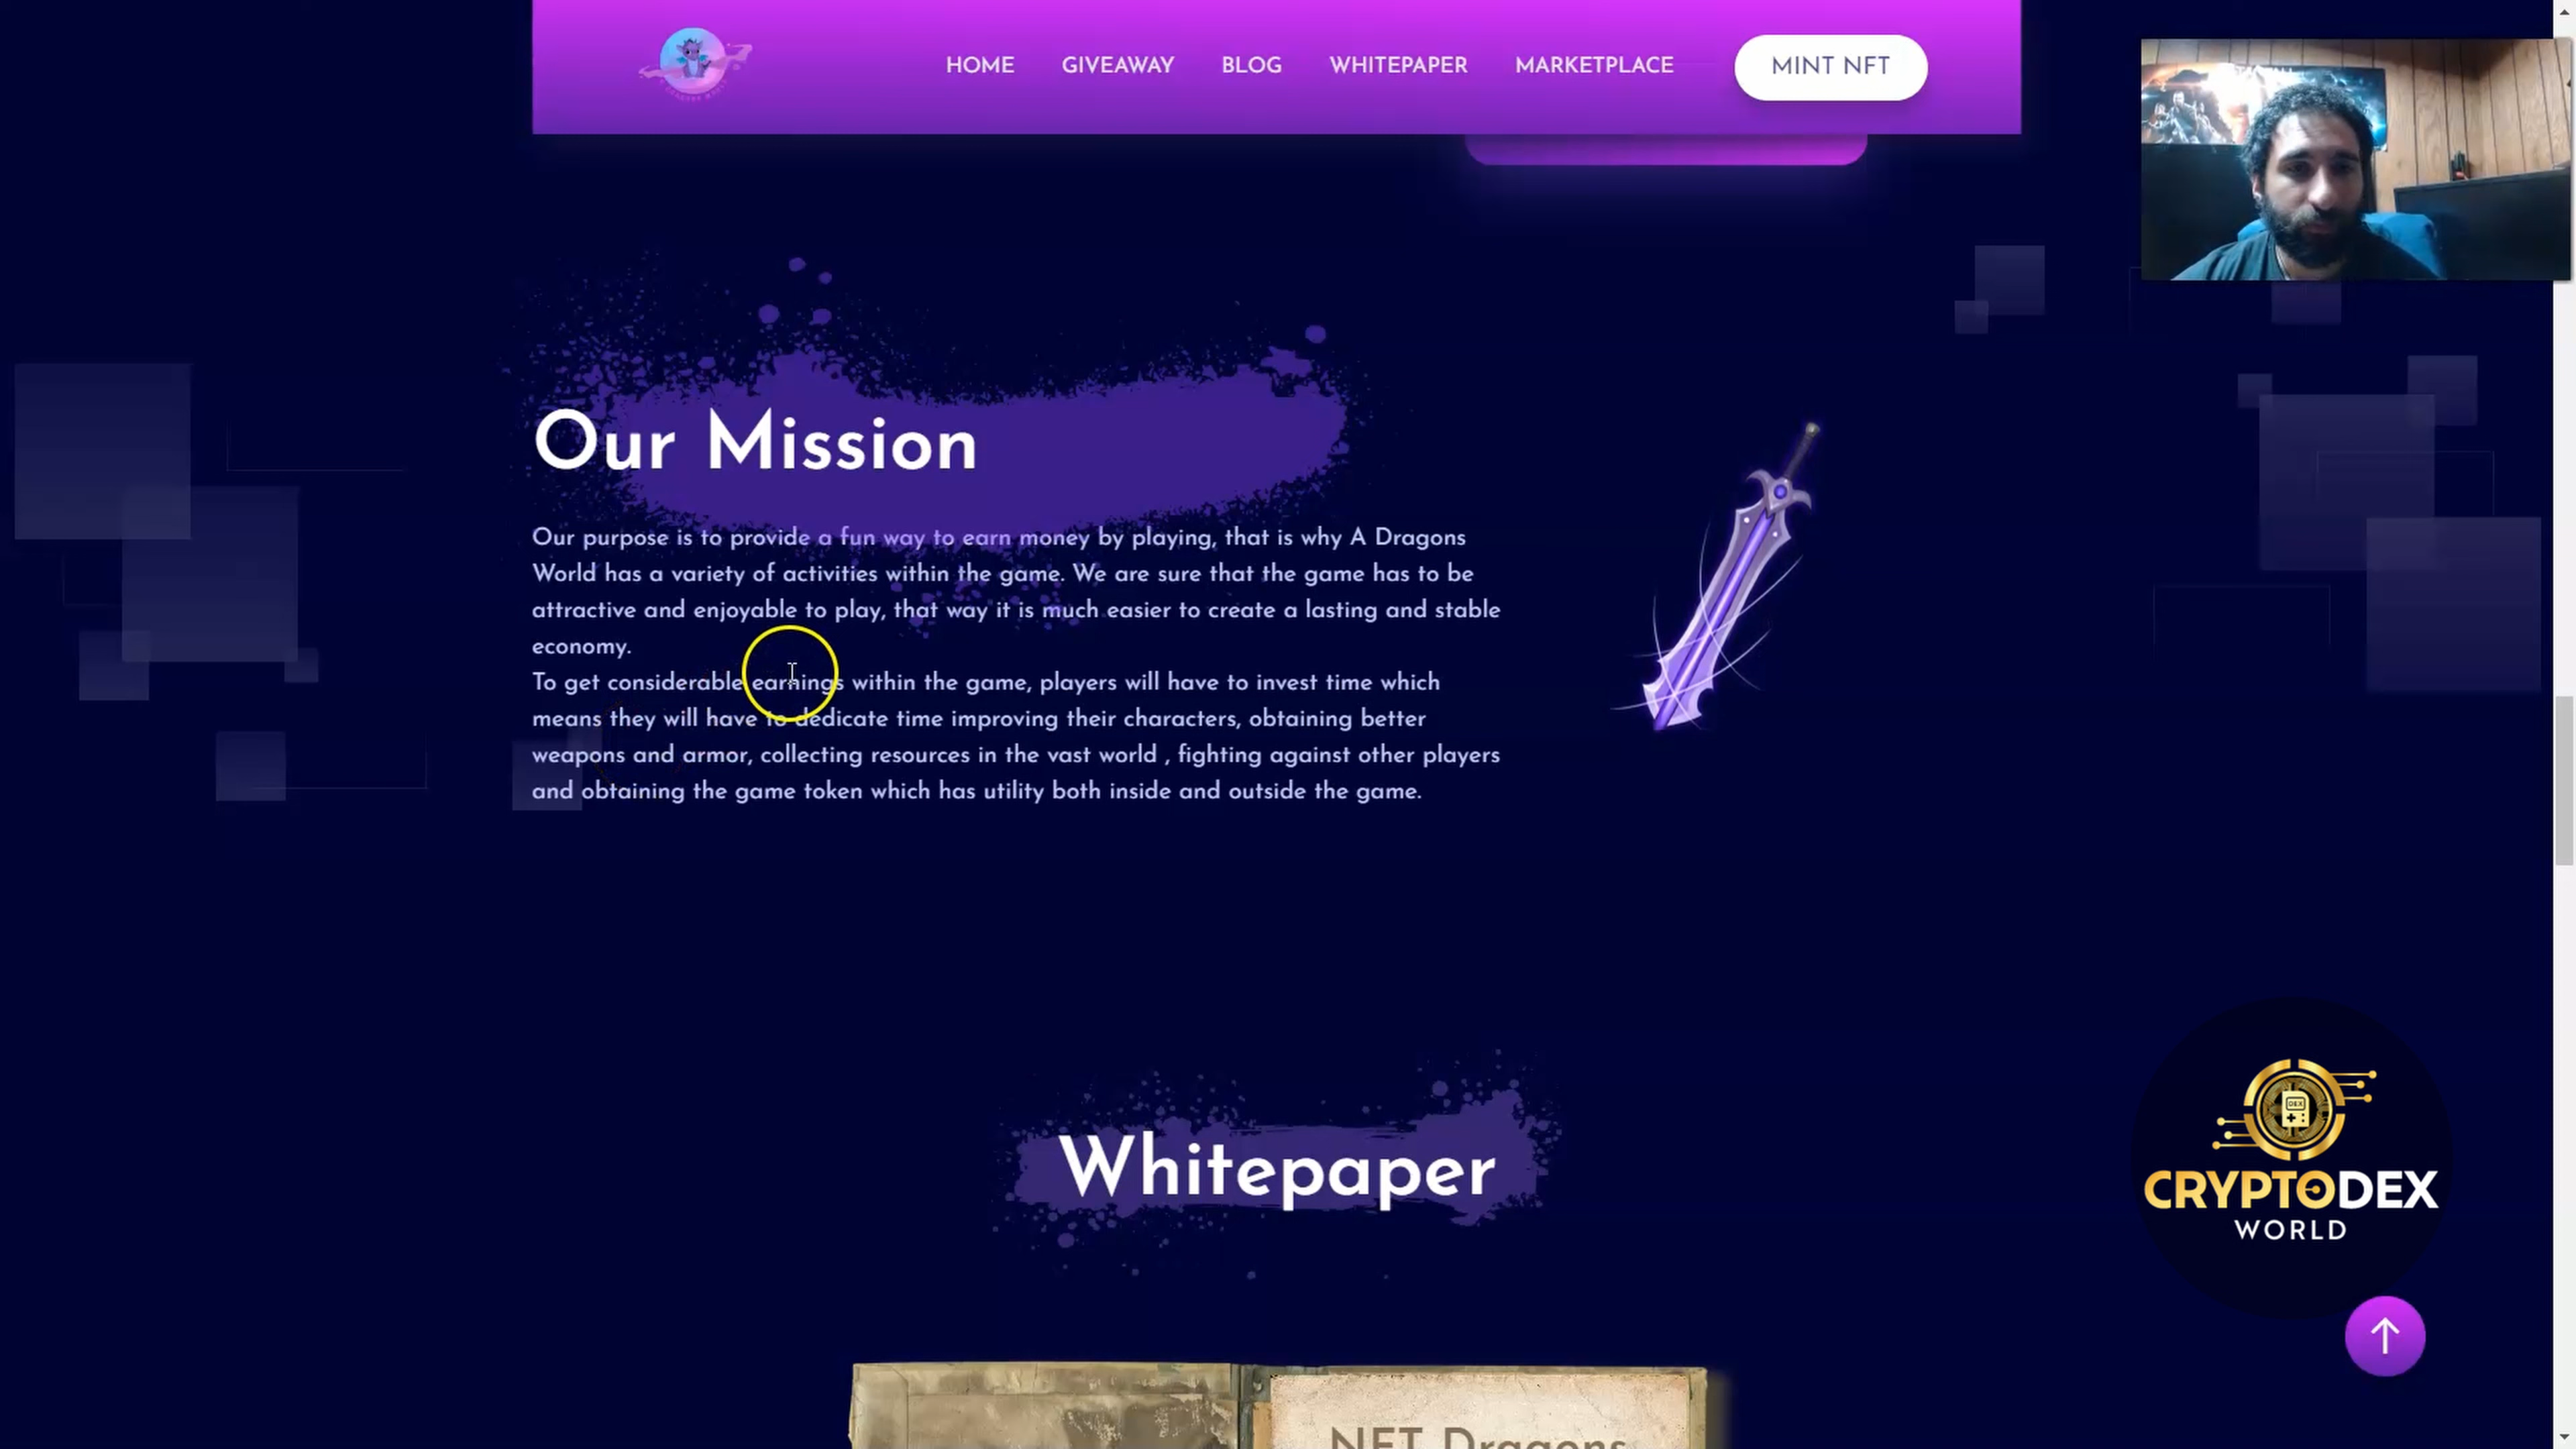 HOME GIVEAWAY BLOG WHITEPAPER MARKETPLACE MINT NFT
Our Mission
Our purpose is to provide a fun way to earn money by playing, that is why A Dragons
World has a variety of activities within the game. We are sure that the game has to be
attractive and enjoyable to play, that way it is much easier to create a lasting and stable
economy.
To get considerable earnings within the game, players will have to invest time which
means they will have to dedicate time improving their characters, obtaining better
weapons and armor, collecting resources in the vast world , fighting against other players
and obtaining the game token which has utility both inside and outside the game.
Whitepaper
DEX
CRYPTODEX
WORLD
NFT Dragons